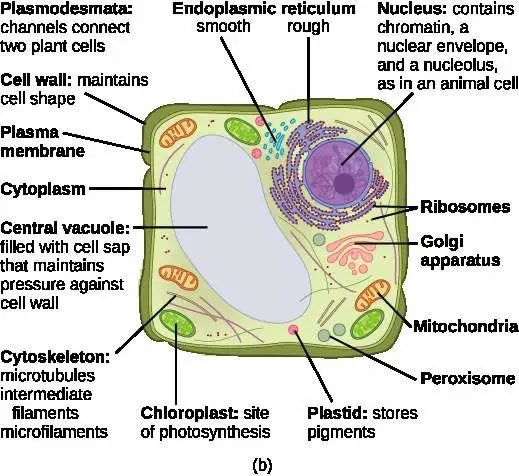 Plasmodesmata:
channels connect
two plant cells
Endoplasmic reticulum
smooth rough
Nucleus: contains
chromatin, a
nuclear envelope,
and a nucleolus,
as in an animal cell
Cell wall: maintains
cell shape
Plasma
membrane
Cytoplasm
Central vacuole:
filled with cell sap
that maintains
pressure against
cell wall
Cytoskeleton:
microtubules
intermediate
filaments
microfilaments
Chloroplast: site
of photosynthesis
Plastid: stores
pigments
Ribosomes
Golgi
apparatus
Mitochondria
Peroxisome
(b)